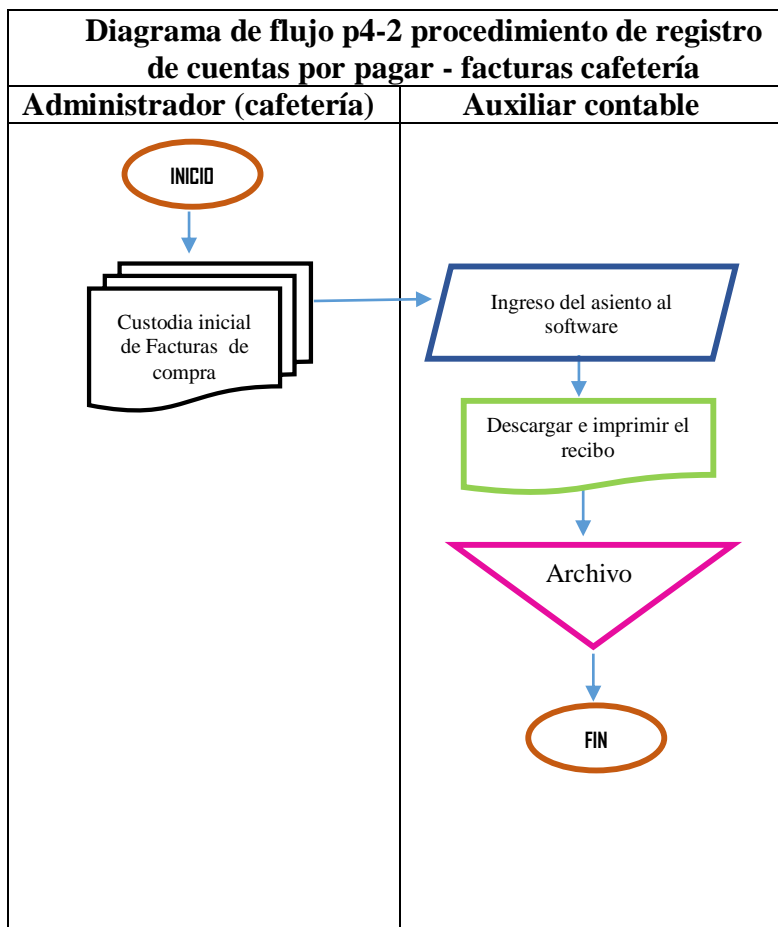 Diagrama de flujo p4-2 procedimiento de registro
de cuentas por pagar - facturas cafetería
Administrador (cafetería)
Auxiliar contable
INICIO
Custodia inicial
de Facturas de
compra
Ingreso del asiento al
software
Descargar e imprimir el
recibo
Archivo
FIN